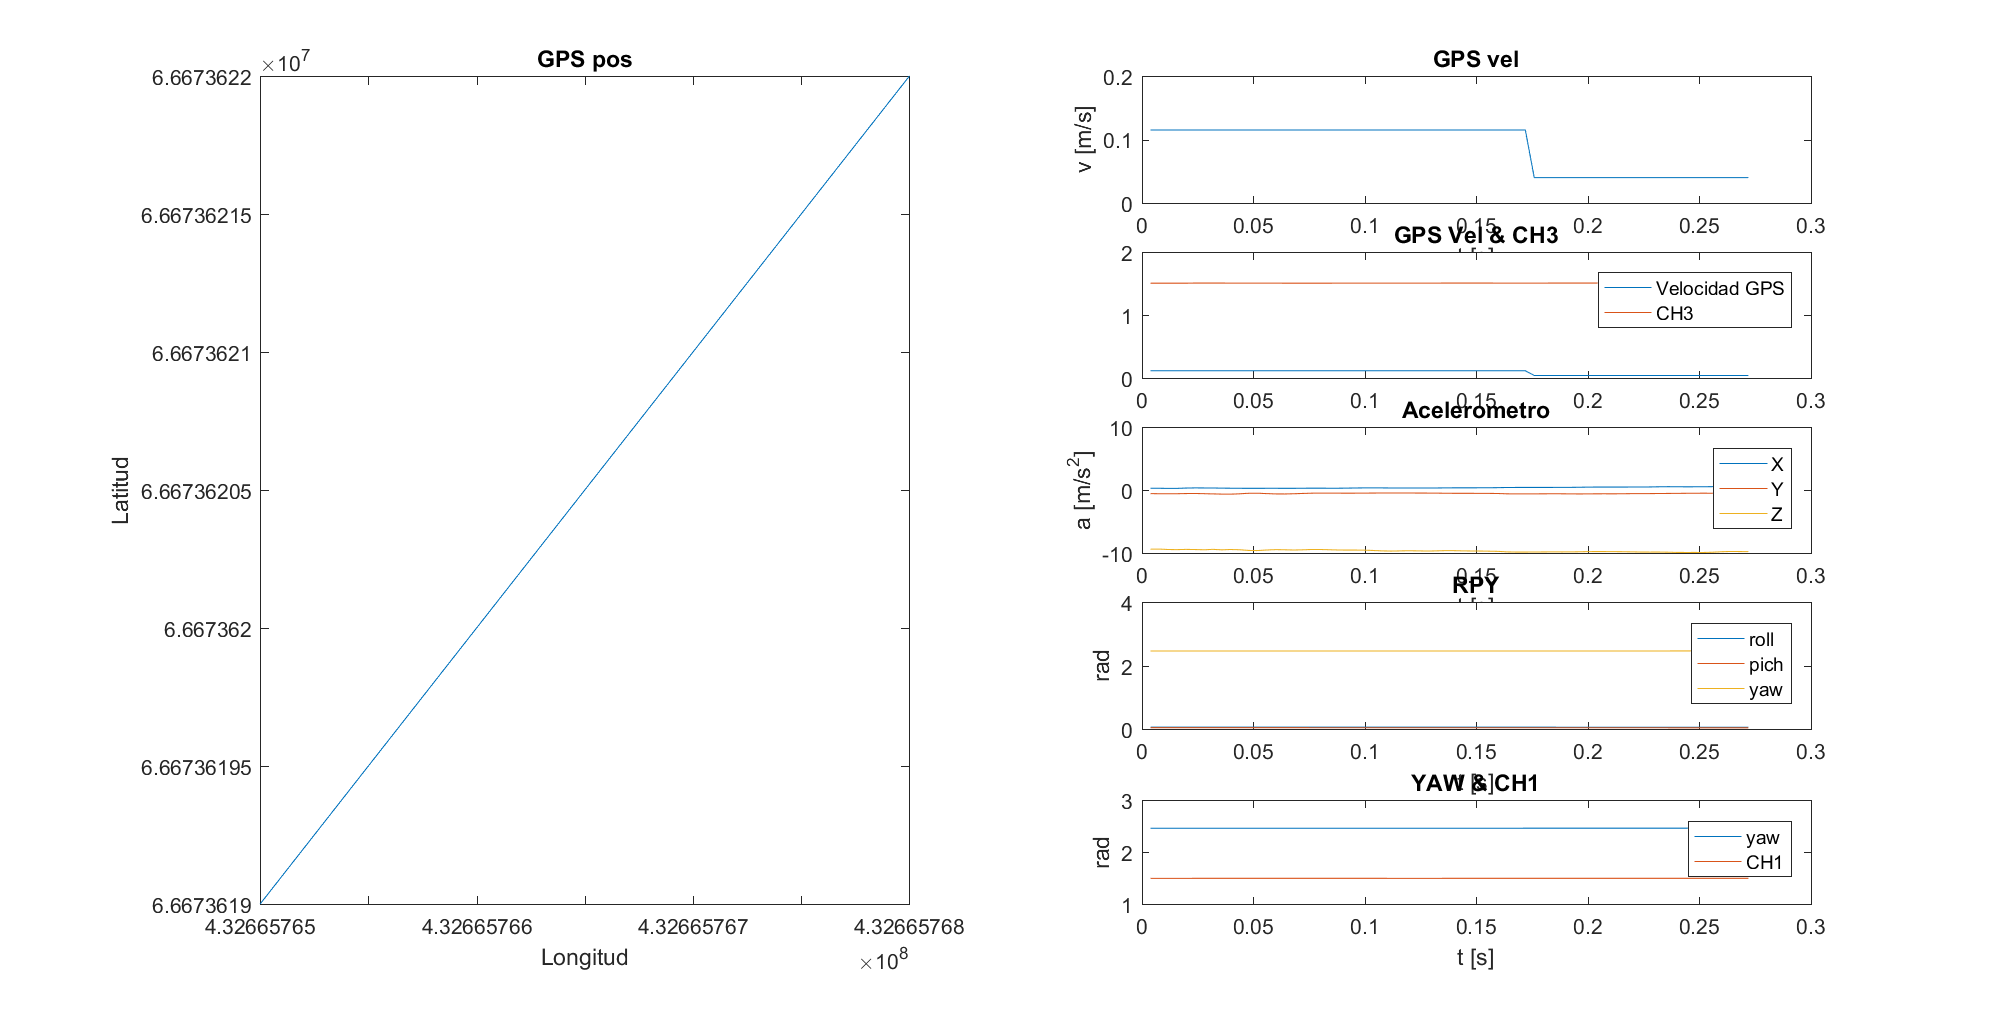 GPS pos
×10^7
6.6673622
6.66736215
6.6673621
6.66736205
6.667362
6.66736195
6.6673619
Latitud
4.32665765 4.32665766 4.32665767 4.32665768
Longitud
×10^8
GPS vel
v [m/s]
0.2
0.1
0
0 0.05 0.1 0.15 0.2 0.25 0.3
t [s]
GPS Vel & CH3
2
1
0
Velocidad GPS
CH3
0 0.05 0.1 0.15 0.2 0.25 0.3
Acelerometro
a [m/s^2]
10
0
-10
X
Y
Z
0 0.05 0.1 0.15 0.2 0.25 0.3
t [s]
RPY
rad
4
2
0
roll
pich
yaw
0 0.05 0.1 0.15 0.2 0.25 0.3
t [s]
YAW & CH1
rad
3
2
1
yaw
CH1
0 0.05 0.1 0.15 0.2 0.25 0.3
t [s]